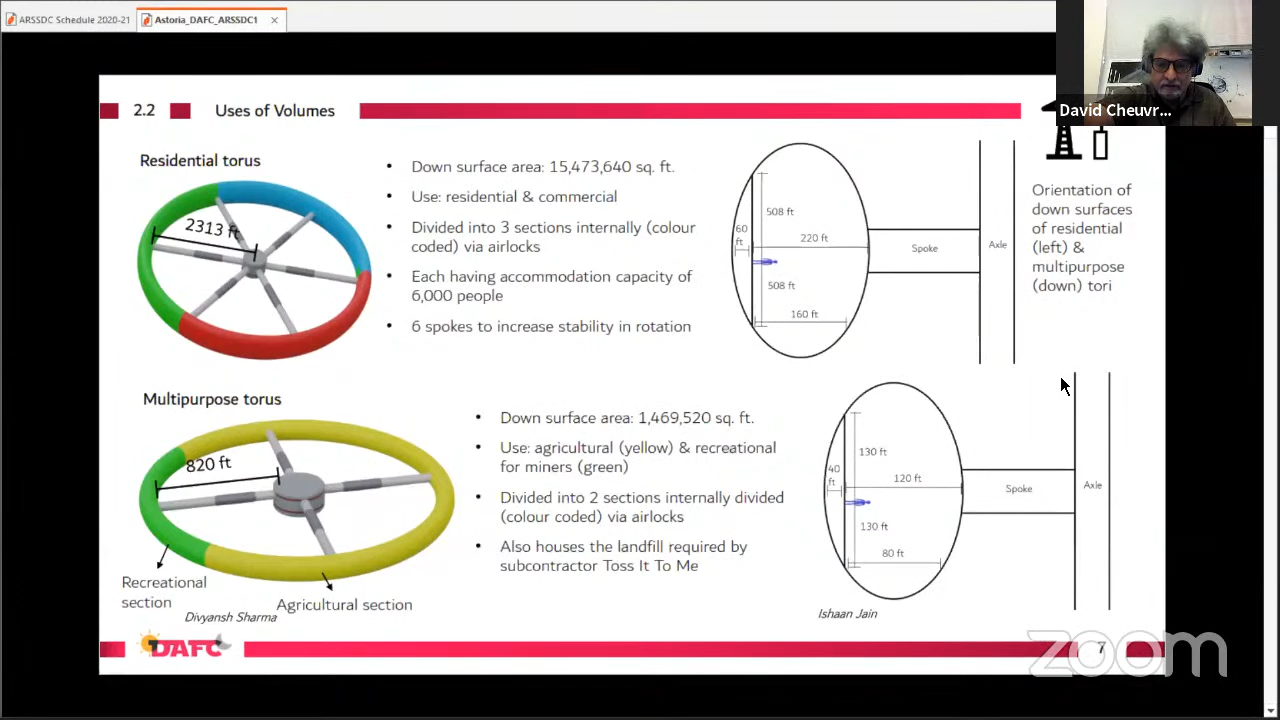 ARSSDC Schedule 2020-21
Astoria_DAFC_ARSSDC1
David Cheuvr...
2.2
Uses of Volumes
Residential torus
2313 ft
• Down surface area: 15,473,640 sq. ft.
• Use: residential & commercial
• Divided into 3 sections internally (colour
coded) via airlocks
• Each having accommodation capacity of
6,000 people
• 6 spokes to increase stability in rotation
508 ft
60
ft
220 ft
508 ft
160 ft
Spoke
Axle
Orientation of
down surfaces
of residential
(left) &
multipurpose
(down) tori
Multipurpose torus
820 ft
Recreational
section
Agricultural section
Divyansh Sharma
• Down surface area: 1,469,520 sq. ft.
• Use: agricultural (yellow) & recreational
for miners (green)
• Divided into 2 sections internally divided
(colour coded) via airlocks
• Also houses the landfill required by
subcontractor Toss It To Me
130 ft
40
ft
120 ft
130 ft
80 ft
Spoke
Axle
Ishaan Jain
DAFC
7
zoom